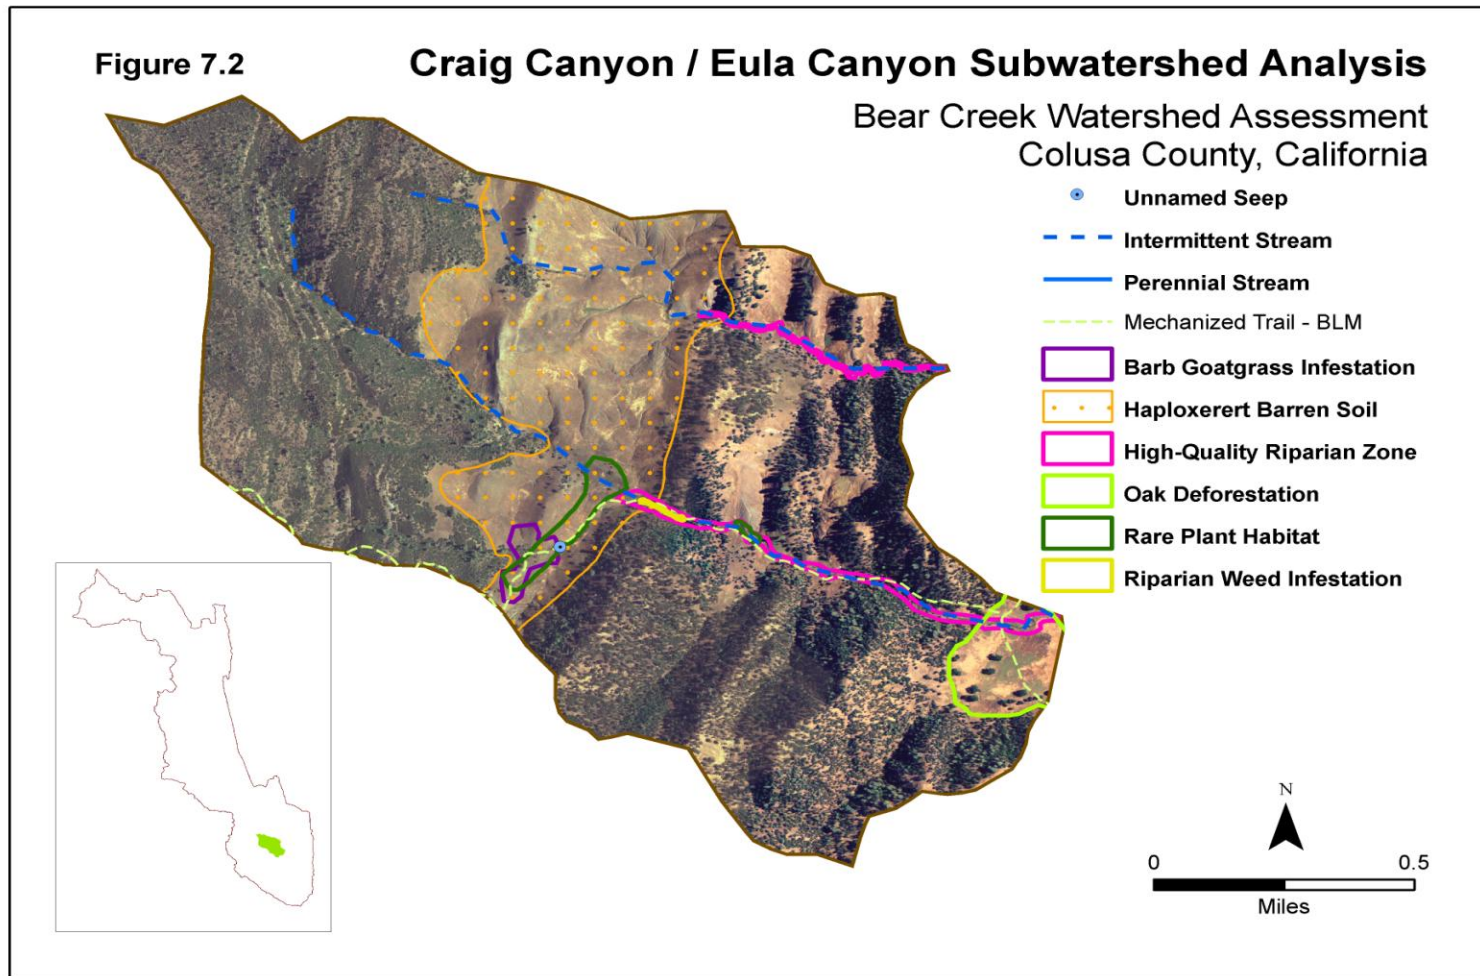 Figure 7.2
Craig Canyon / Eula Canyon Subwatershed Analysis
Bear Creek Watershed Assessment
Colusa County, California
Unnamed Seep
Intermittent Stream
Perennial Stream
Mechanized Trail - BLM
Barb Goatgrass Infestation
Haploxerert Barren Soil
High-Quality Riparian Zone
Oak Deforestation
Rare Plant Habitat
Riparian Weed Infestation
N
0 0.5
Miles